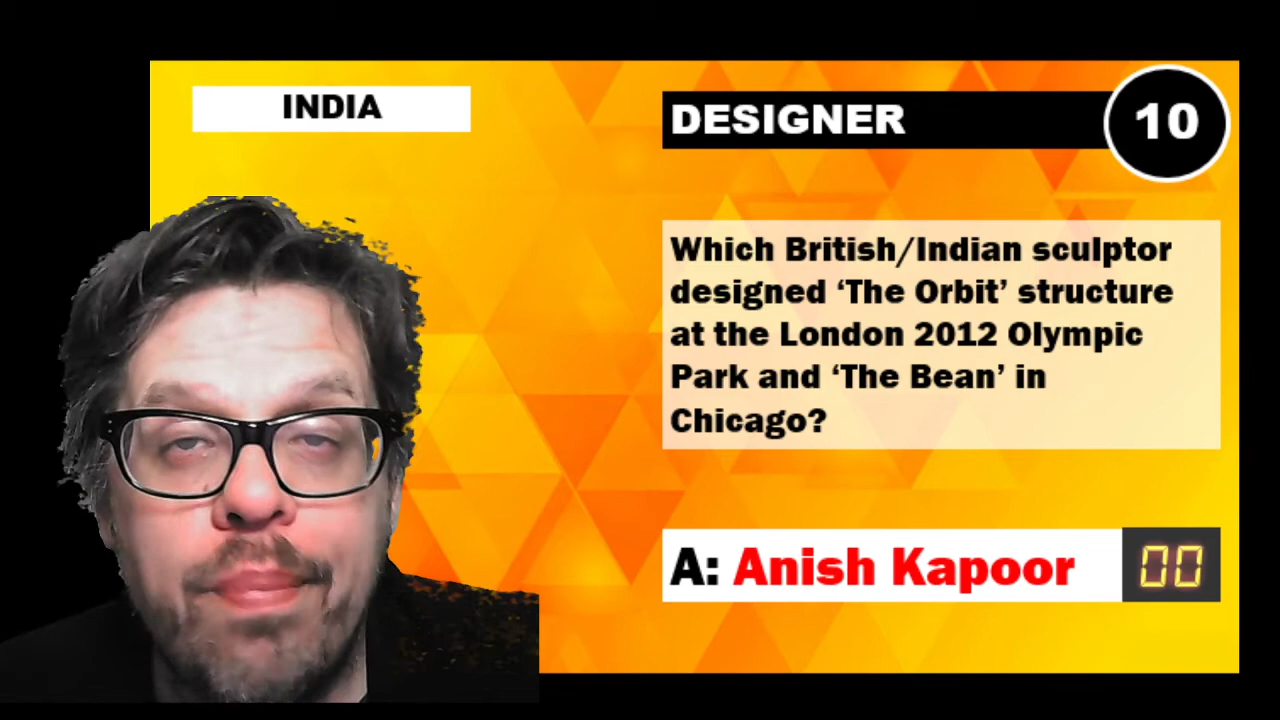 INDIA
DESIGNER
10
Which British/Indian sculptor
designed ‘The Orbit’ structure
at the London 2012 Olympic
Park and ‘The Bean’ in
Chicago?
A: Anish Kapoor
00